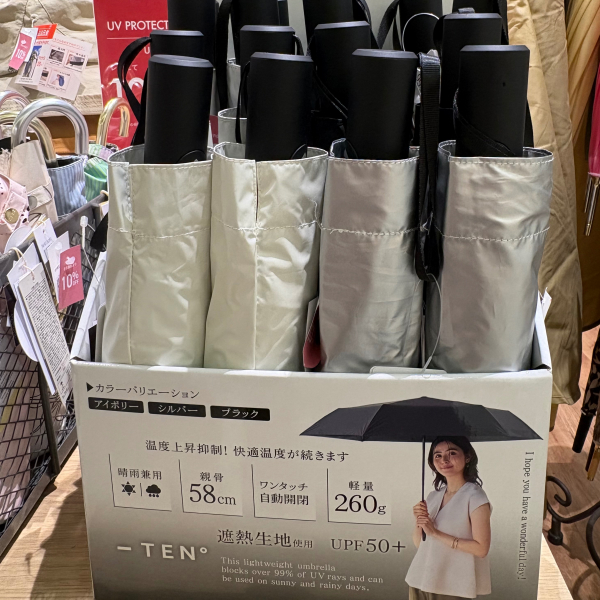 UV PROTECT
10%
10%
OFF
▶カラーバリエーション
アイボリー シルバー ブラック
温度上昇抑制! 快適温度が続きます
晴雨兼用
親骨
58cm
ワンタッチ
自動開閉
軽量
260g
遮熱生地使用 UPF50+
−TEN°
This lightweight umbrella
blocks over 99% of UV rays and can
be used on sunny and rainy days.
I hope you have a wonderful day!